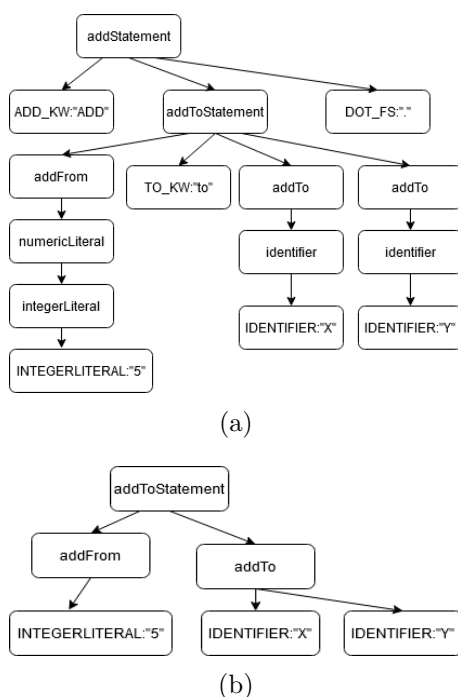 addStatement
ADD_KW:"ADD" addToStatement DOT_FS:"."
addFrom TO_KW:"to" addTo addTo
numericLiteral identifier identifier
integerLiteral IDENTIFIER:"X" IDENTIFIER:"Y"
INTEGERLITERAL:"5"
(a)
addToStatement
addFrom addTo
INTEGERLITERAL:"5" IDENTIFIER:"X" IDENTIFIER:"Y"
(b)